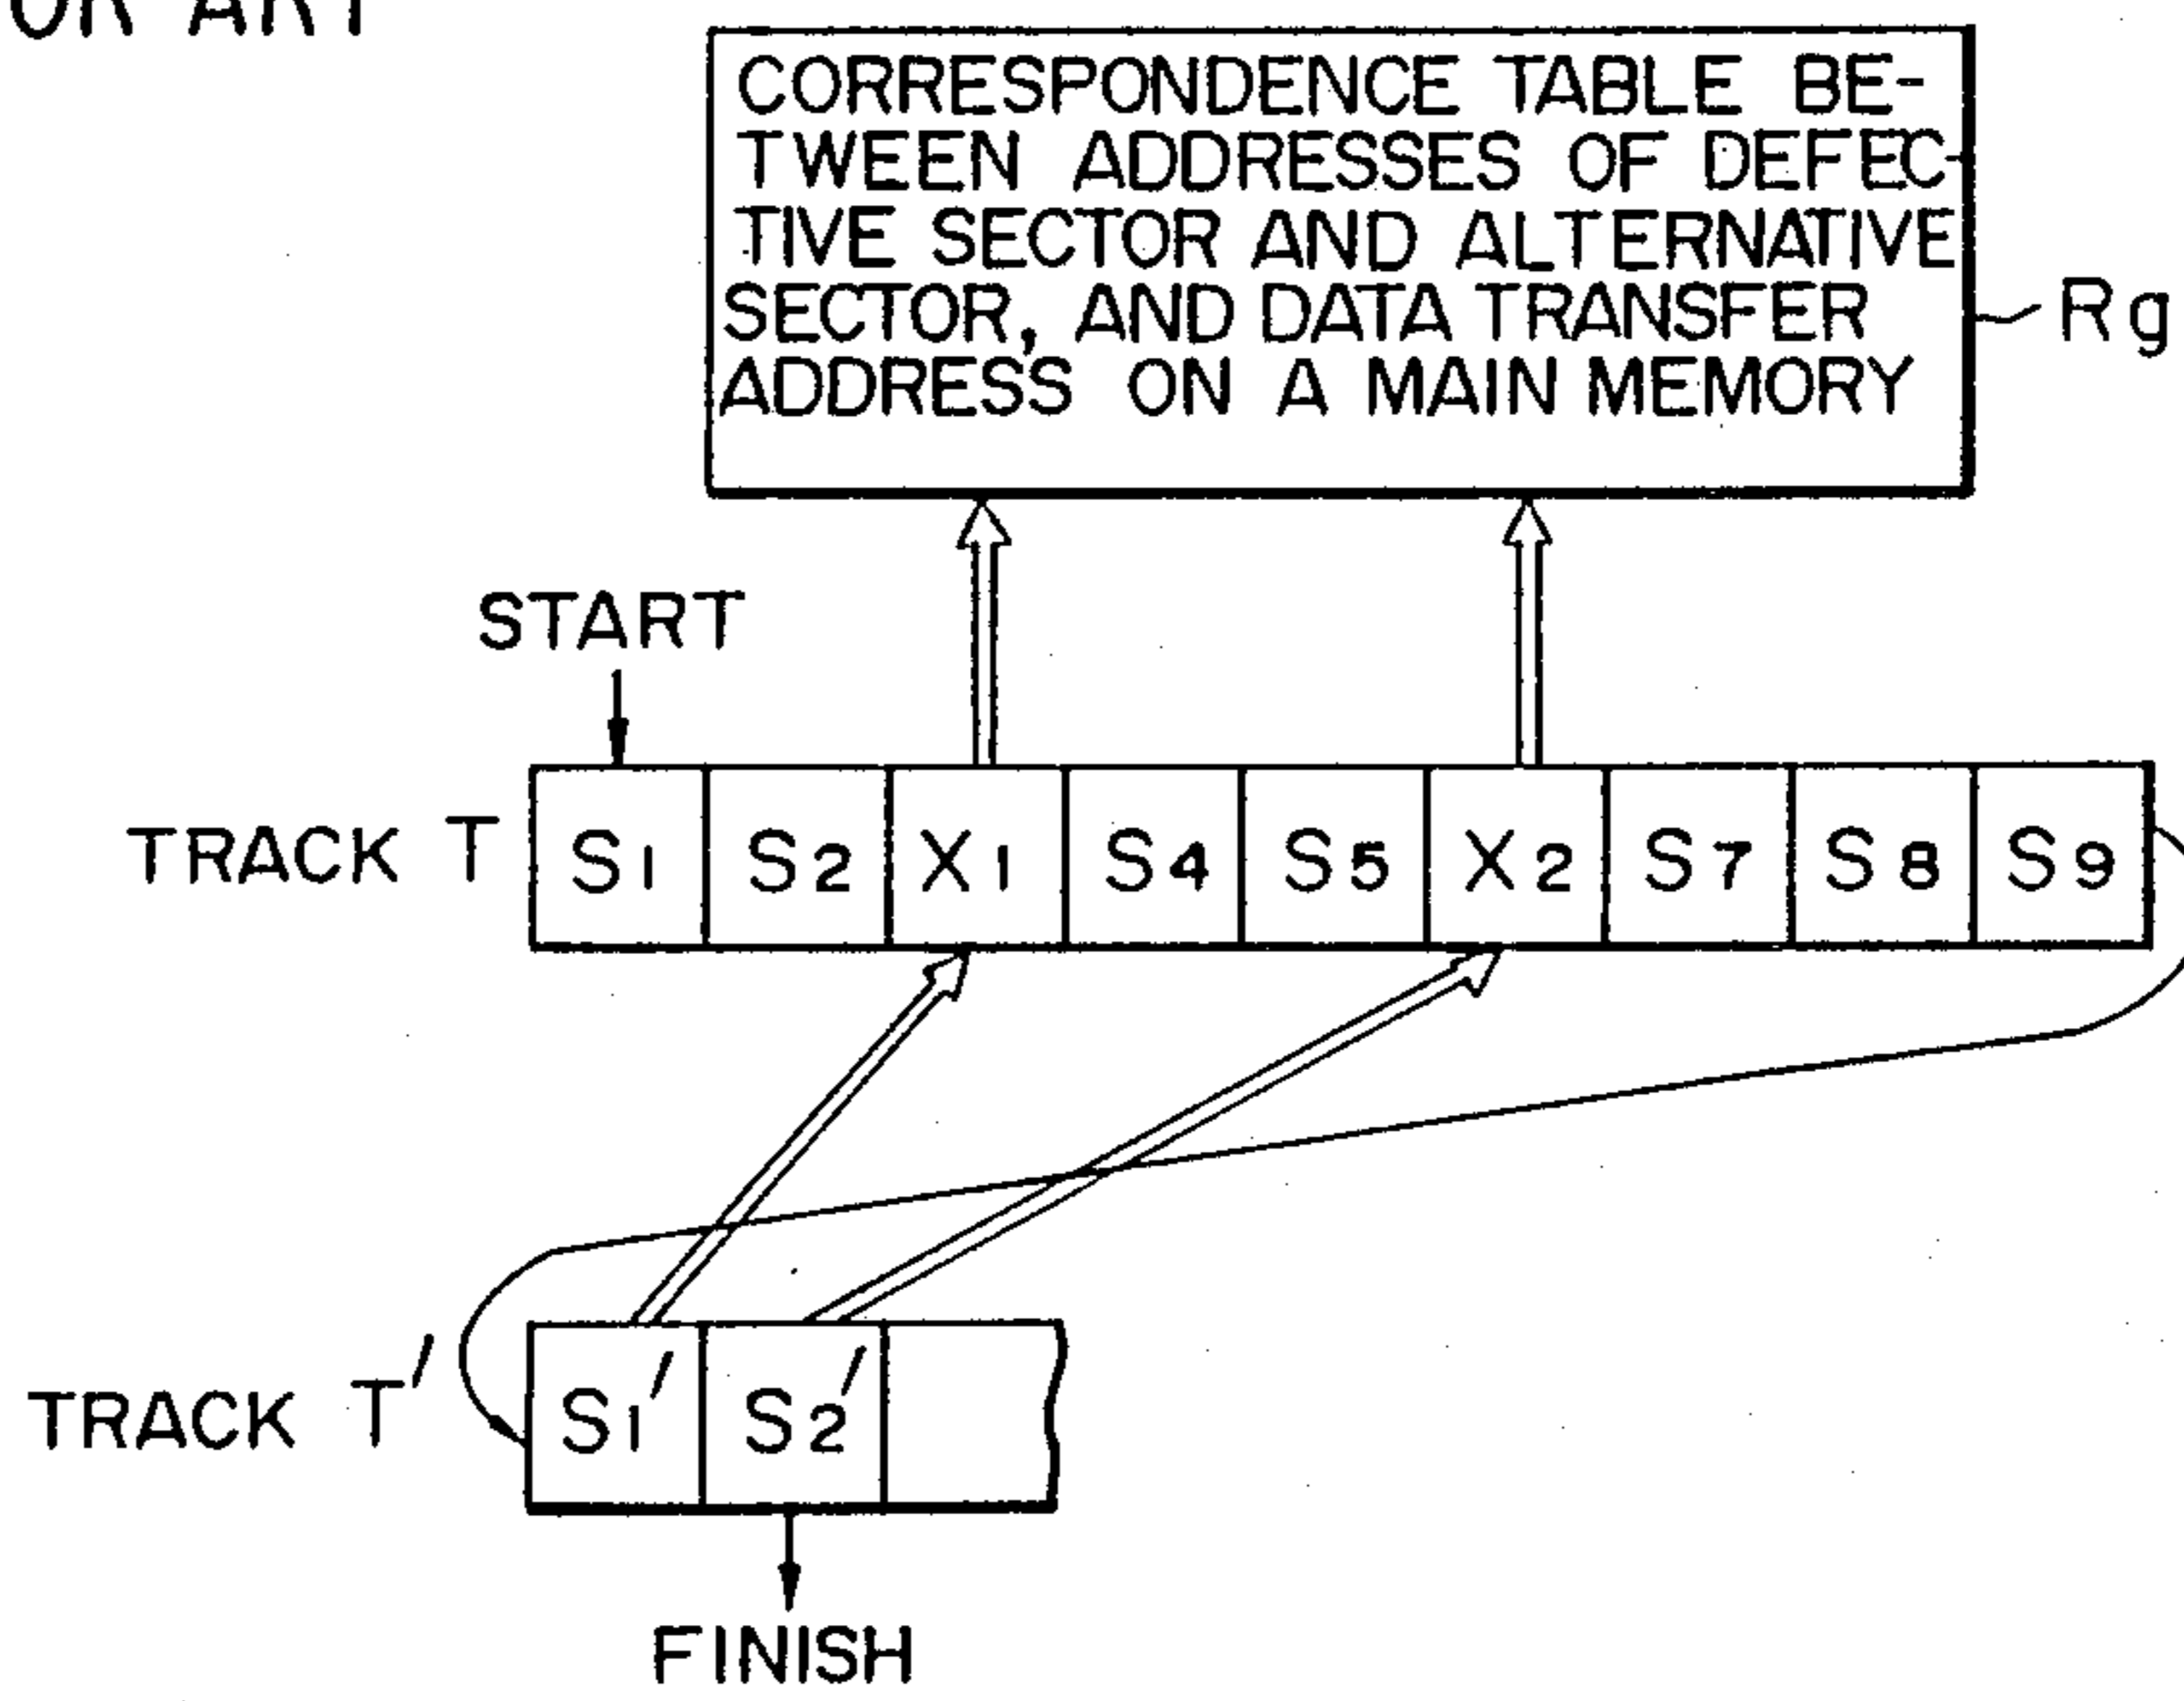 ART
CORRESPONDENCE TABLE BE-
TWEEN ADDRESSES OF DEFEC-
TIVE SECTOR AND ALTERNATIVE
SECTOR, AND DATA TRANSFER
ADDRESS ON A MAIN MEMORY
Rg
START
TRACK T S1 S2 X1 S4 S5 X2 S7 S8 S9
TRACK T' S1' S2'
FINISH